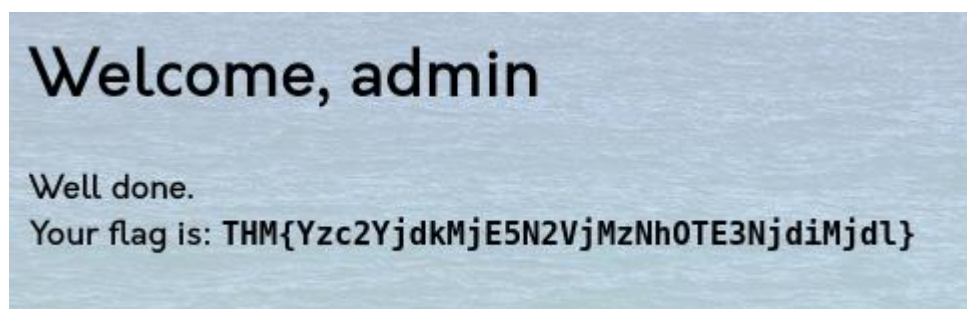 Welcome, admin
Well done.
Your flag is: THM{Yzc2YjdkMjE5N2VjMzNhOTE3NjdiMjdl}